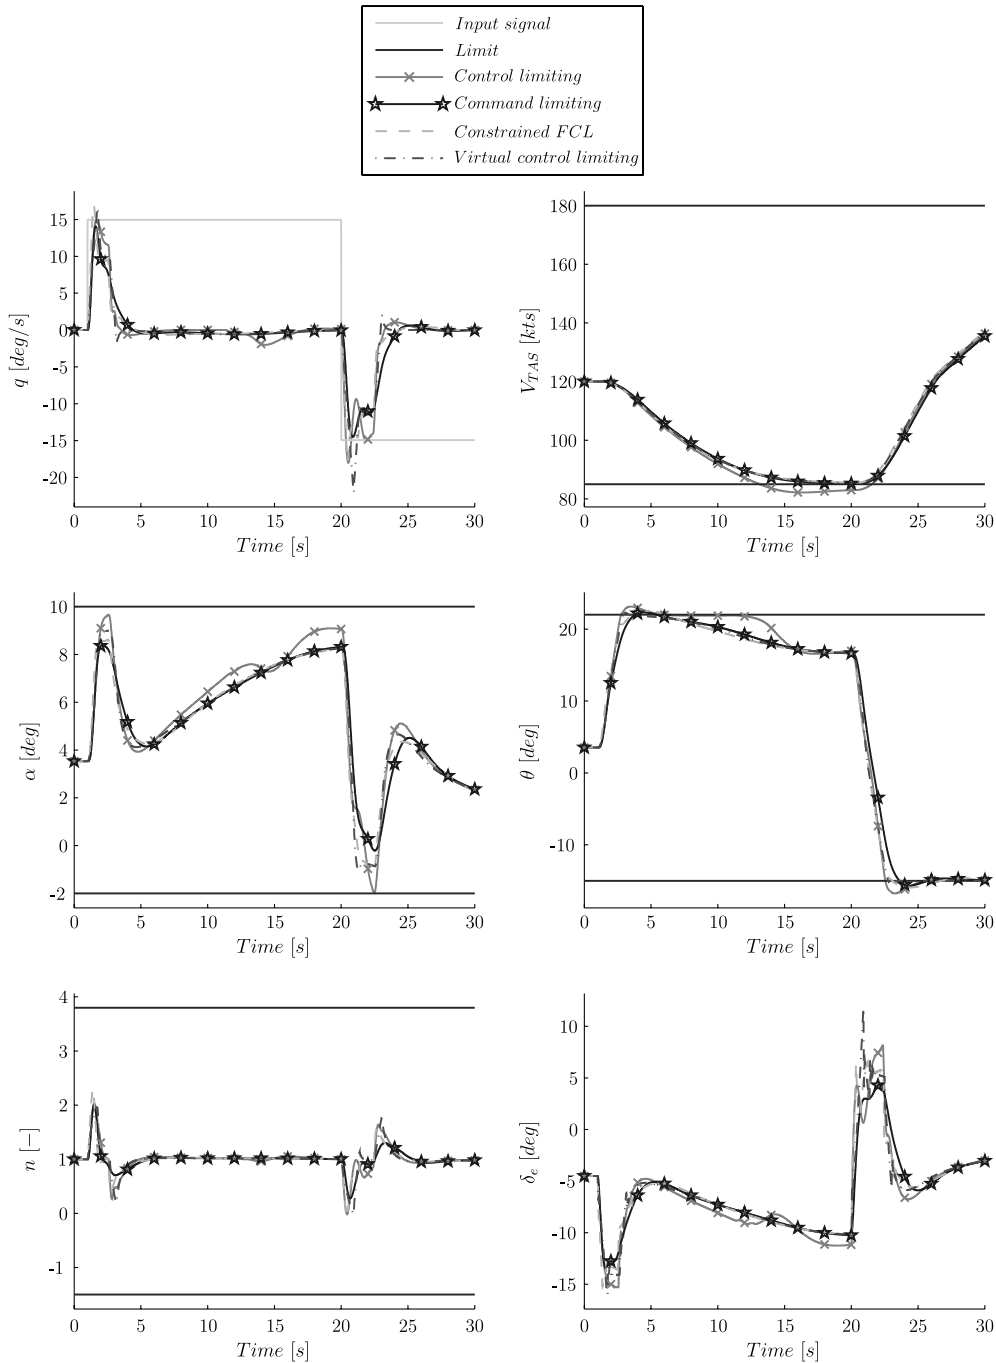 Input signal
Limit
Control limiting
Command limiting
Constrained FCL
Virtual control limiting
15
10
5
0
-5
-10
-15
-20
q [deg/s]
0 5 10 15 20 25 30
Time [s]
180
160
140
120
100
80
V_TAS [kts]
0 5 10 15 20 25 30
Time [s]
10
8
6
4
2
0
-2
α [deg]
0 5 10 15 20 25 30
Time [s]
20
10
0
-10
θ [deg]
0 5 10 15 20 25 30
Time [s]
4
3
2
1
0
-1
n [−]
0 5 10 15 20 25 30
Time [s]
10
5
0
-5
-10
-15
δ_e [deg]
0 5 10 15 20 25 30
Time [s]